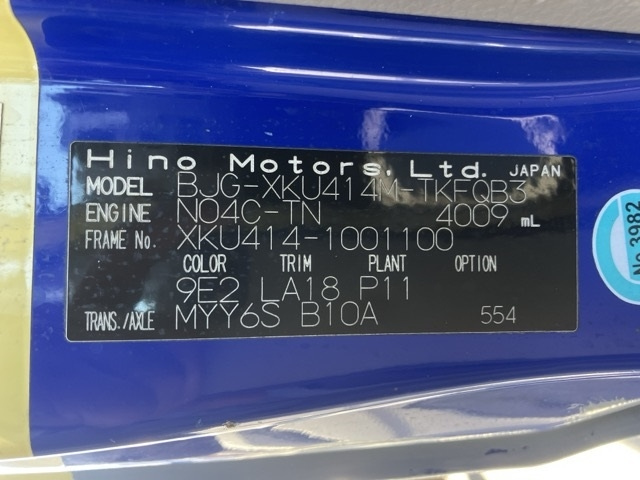 Hino Motors, Ltd. JAPAN
MODEL BJG-XKU414M-TKFQB3
ENGINE N04C-TN 4009 mL
FRAME No. XKU414-1001100
COLOR TRIM PLANT OPTION
9E2 LA18 P11
TRANS./AXLE MYY6S B10A 554
No.3982